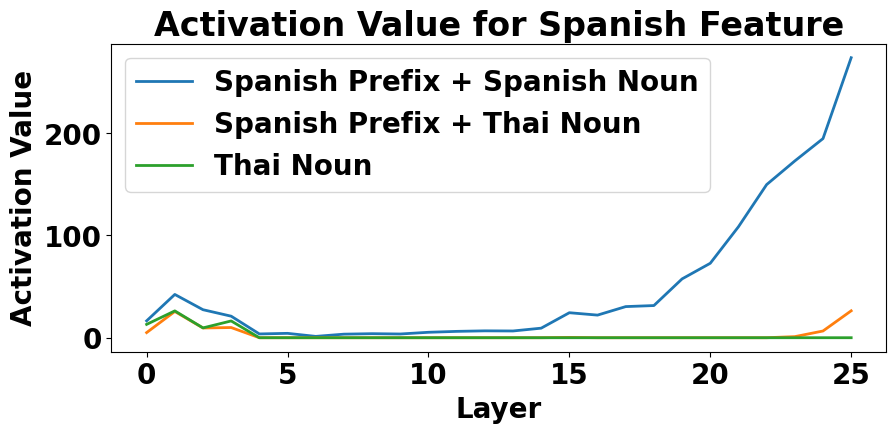 Activation Value for Spanish Feature
Spanish Prefix + Spanish Noun
Spanish Prefix + Thai Noun
Thai Noun
Activation Value
200
100
0
0 5 10 15 20 25
Layer